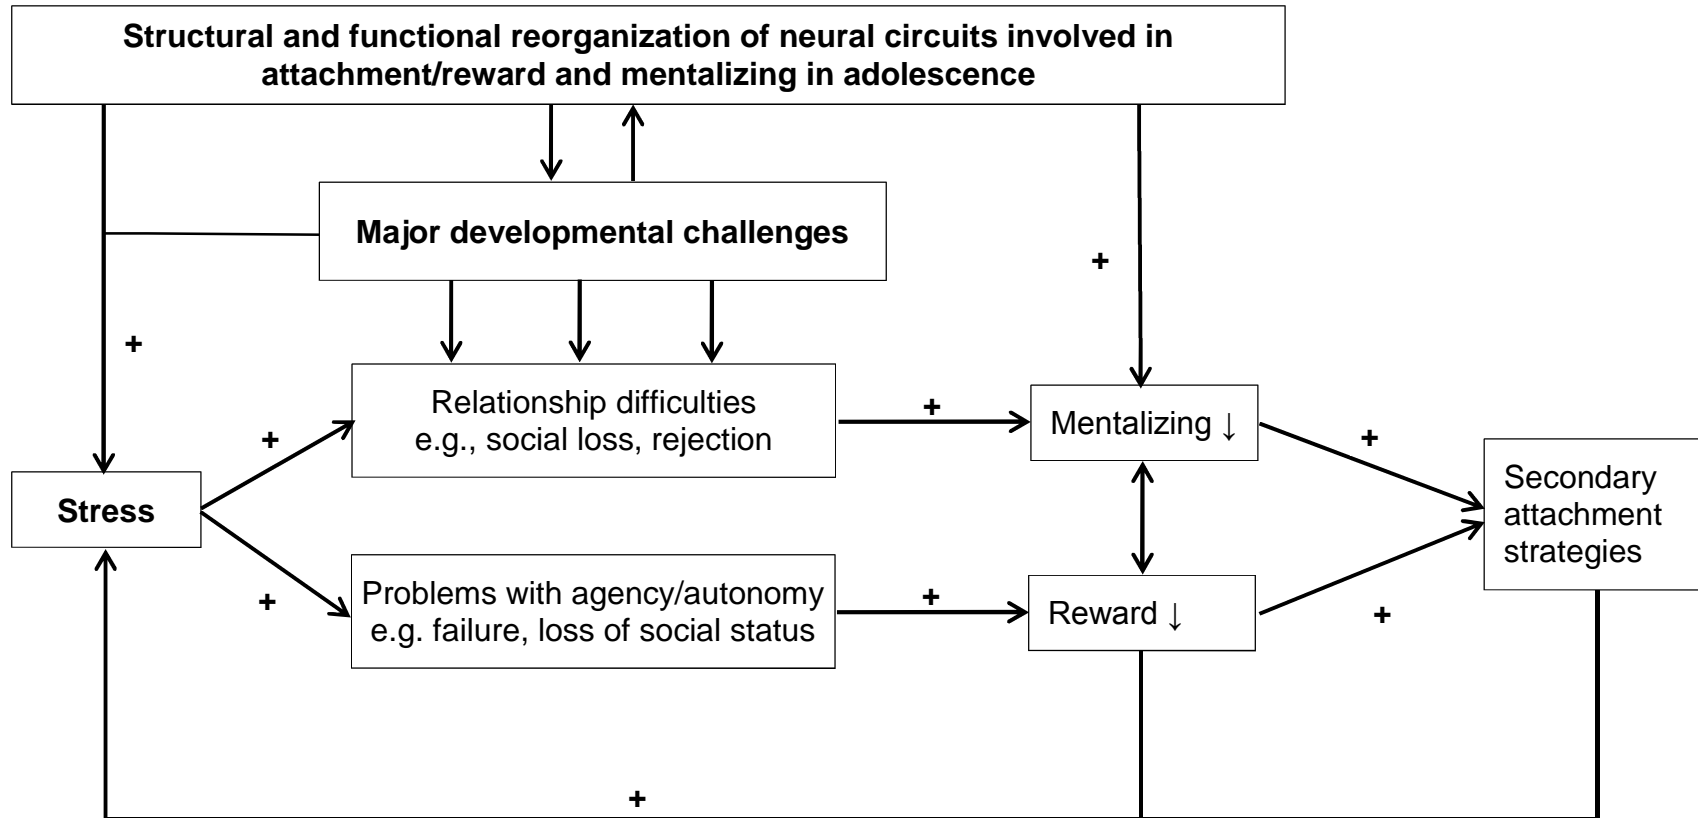 Structural and functional reorganization of neural circuits involved in
attachment/reward and mentalizing in adolescence
Major developmental challenges
+
+
Relationship difficulties
e.g., social loss, rejection
+
Mentalizing ↓
+
+
Stress
Secondary
attachment
strategies
+
Problems with agency/autonomy
e.g. failure, loss of social status
+
Reward ↓
+
+